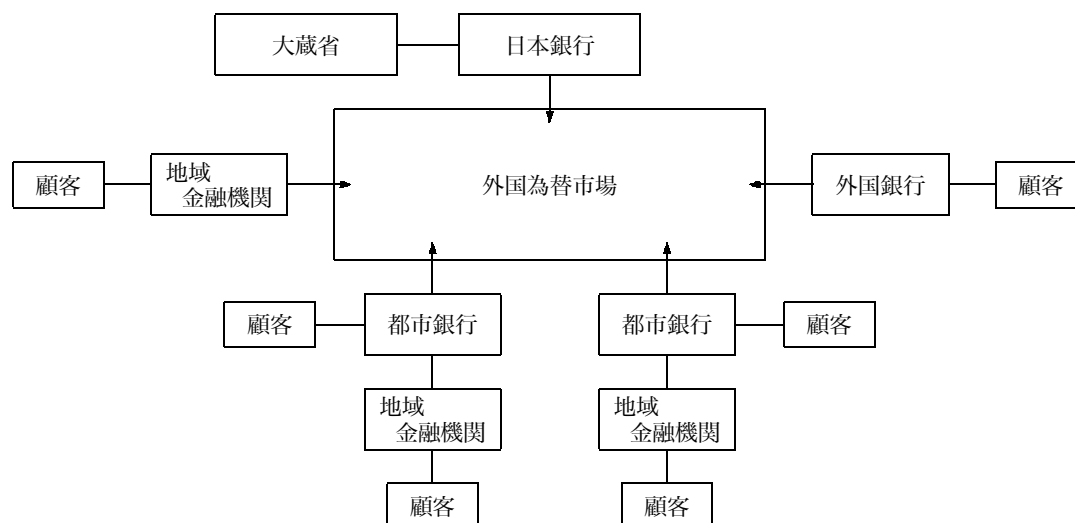 大蔵省
日本銀行
顧客
地域
金融機関
外国為替市場
外国銀行
顧客
顧客
都市銀行
都市銀行
顧客
地域
金融機関
地域
金融機関
顧客
顧客